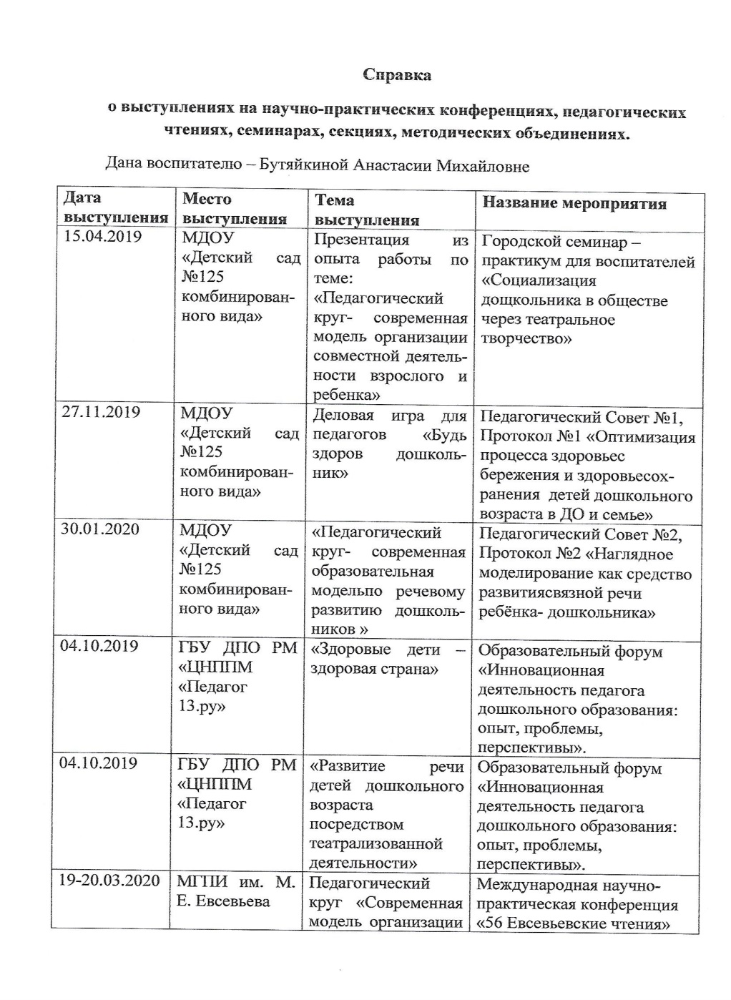 Справка
о выступлениях на научно-практических конференциях, педагогических
чтениях, семинарах, секциях, методических объединениях.
Дана воспитателю – Бутяйкиной Анастасии Михайловне
Дата
выступления
Место
выступления
Тема
выступления
Название мероприятия
15.04.2019
МДОУ
«Детский сад
№125
комбинирован-
ного вида»
Презентация из
опыта работы по
теме:
«Педагогический
круг- современная
модель организации
совместной деятель-
ности взрослого и
ребенка»
Городской семинар –
практикум для воспитателей
«Социализация
дощкольника в обществе
через театральное
творчество»
27.11.2019
МДОУ
«Детский сад
№125
комбинирован-
ного вида»
Деловая игра для
педагогов «Будь
здоров дошколь-
ник»
Педагогический Совет №1,
Протокол №1 «Оптимизация
процесса здоровьес
бережения и здоровьесох-
ранения детей дошкольного
возраста в ДО и семье»
30.01.2020
МДОУ
«Детский сад
№125
комбинирован-
ного вида»
«Педагогический
круг- современная
образовательная
модельпо речевому
развитию дошколь-
ников »
Педагогический Совет №2,
Протокол №2 «Наглядное
моделирование как средство
развитиясвязной речи
ребёнка- дошкольника»
04.10.2019
ГБУ ДПО РМ
«ЦНППМ
«Педагог
13.ру»
«Здоровые дети –
здоровая страна»
Образовательный форум
«Инновационная
деятельность педагога
дошкольного образования:
опыт, проблемы,
перспективы».
04.10.2019
ГБУ ДПО РМ
«ЦНППМ
«Педагог
13.ру»
«Развитие речи
детей дошкольного
возраста
посредством
театрализованной
деятельности»
Образовательный форум
«Инновационная
деятельность педагога
дошкольного образования:
опыт, проблемы,
перспективы».
19-20.03.2020
МГПИ им. М.
Е. Евсевьева
Педагогический
круг «Современная
модель организации
Международная научно-
практическая конференция
«56 Евсевьевские чтения»